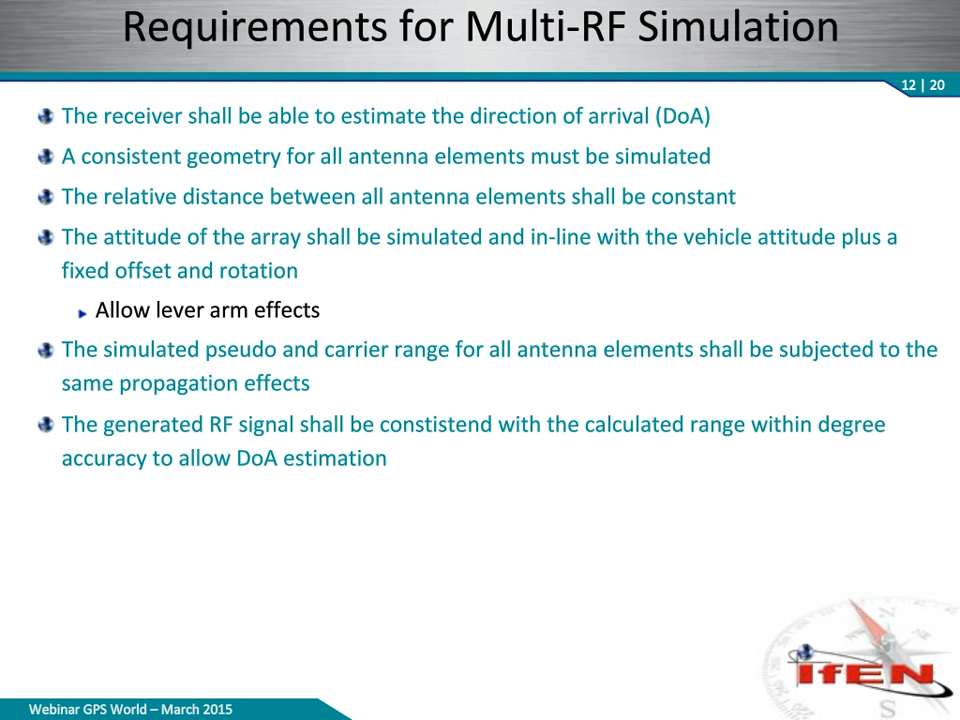 Requirements for Multi-RF Simulation
12 | 20
The receiver shall be able to estimate the direction of arrival (DoA)
A consistent geometry for all antenna elements must be simulated
The relative distance between all antenna elements shall be constant
The attitude of the array shall be simulated and in-line with the vehicle attitude plus a
fixed offset and rotation
Allow lever arm effects
The simulated pseudo and carrier range for all antenna elements shall be subjected to the
same propagation effects
The generated RF signal shall be constistend with the calculated range within degree
accuracy to allow DoA estimation
ifEN
S
Webinar GPS World – March 2015